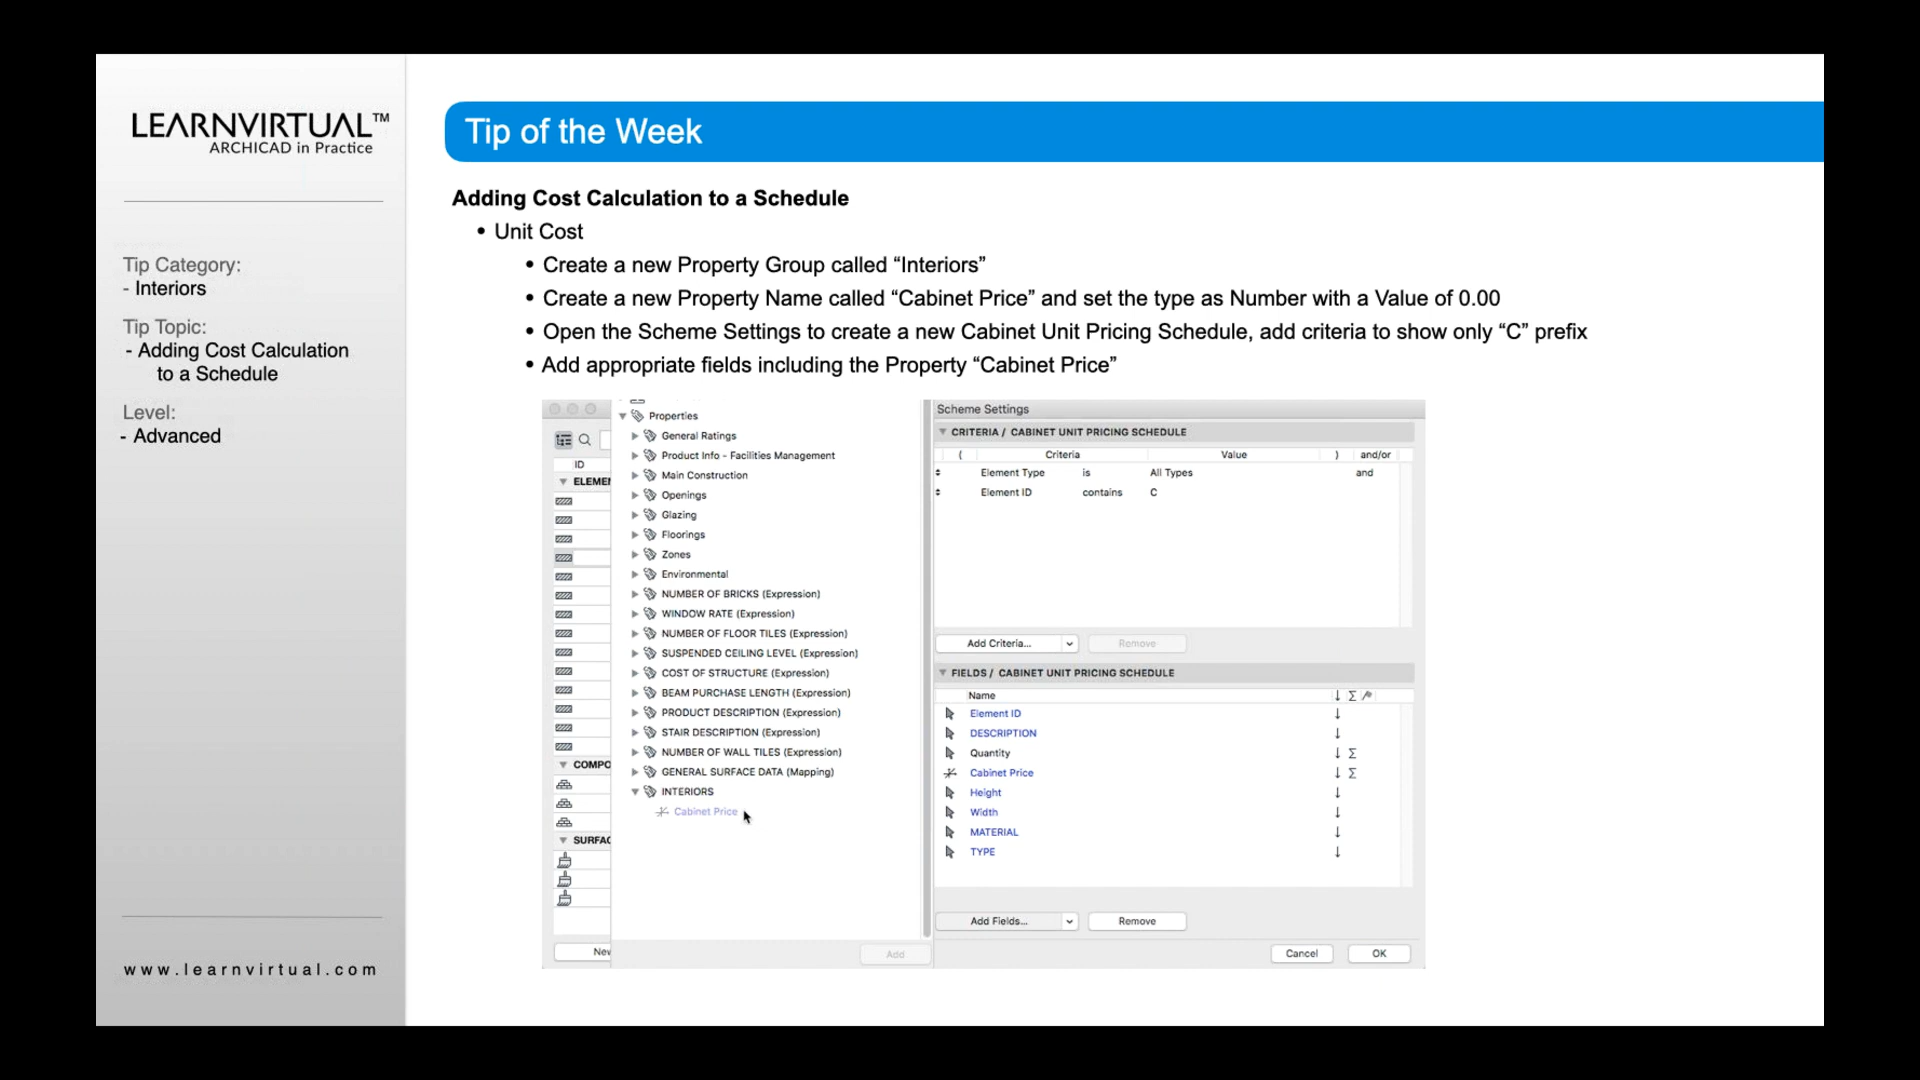 LEARNVIRTUAL™
ARCHICAD in Practice
Tip Category:
- Interiors
Tip Topic:
- Adding Cost Calculation
to a Schedule
Level:
- Advanced
www.learnvirtual.com
Tip of the Week
Adding Cost Calculation to a Schedule
• Unit Cost
• Create a new Property Group called “Interiors”
• Create a new Property Name called “Cabinet Price” and set the type as Number with a Value of 0.00
• Open the Scheme Settings to create a new Cabinet Unit Pricing Schedule, add criteria to show only “C” prefix
• Add appropriate fields including the Property “Cabinet Price”
ID
ELEME
COMPO
SURFAC
New
Properties
General Ratings
Product Info - Facilities Management
Main Construction
Openings
Glazing
Floorings
Zones
Environmental
NUMBER OF BRICKS (Expression)
WINDOW RATE (Expression)
NUMBER OF FLOOR TILES (Expression)
SUSPENDED CEILING LEVEL (Expression)
COST OF STRUCTURE (Expression)
BEAM PURCHASE LENGTH (Expression)
PRODUCT DESCRIPTION (Expression)
STAIR DESCRIPTION (Expression)
NUMBER OF WALL TILES (Expression)
GENERAL SURFACE DATA (Mapping)
INTERIORS
Cabinet Price
Add
Scheme Settings
CRITERIA / CABINET UNIT PRICING SCHEDULE
( Criteria Value ) and/or
Element Type is All Types and
Element ID contains C
Add Criteria... Remove
FIELDS / CABINET UNIT PRICING SCHEDULE
Name ↓ Σ
Element ID ↓
DESCRIPTION ↓
Quantity ↓ Σ
Cabinet Price ↓ Σ
Height ↓
Width ↓
MATERIAL ↓
TYPE ↓
Add Fields... Remove
Cancel OK